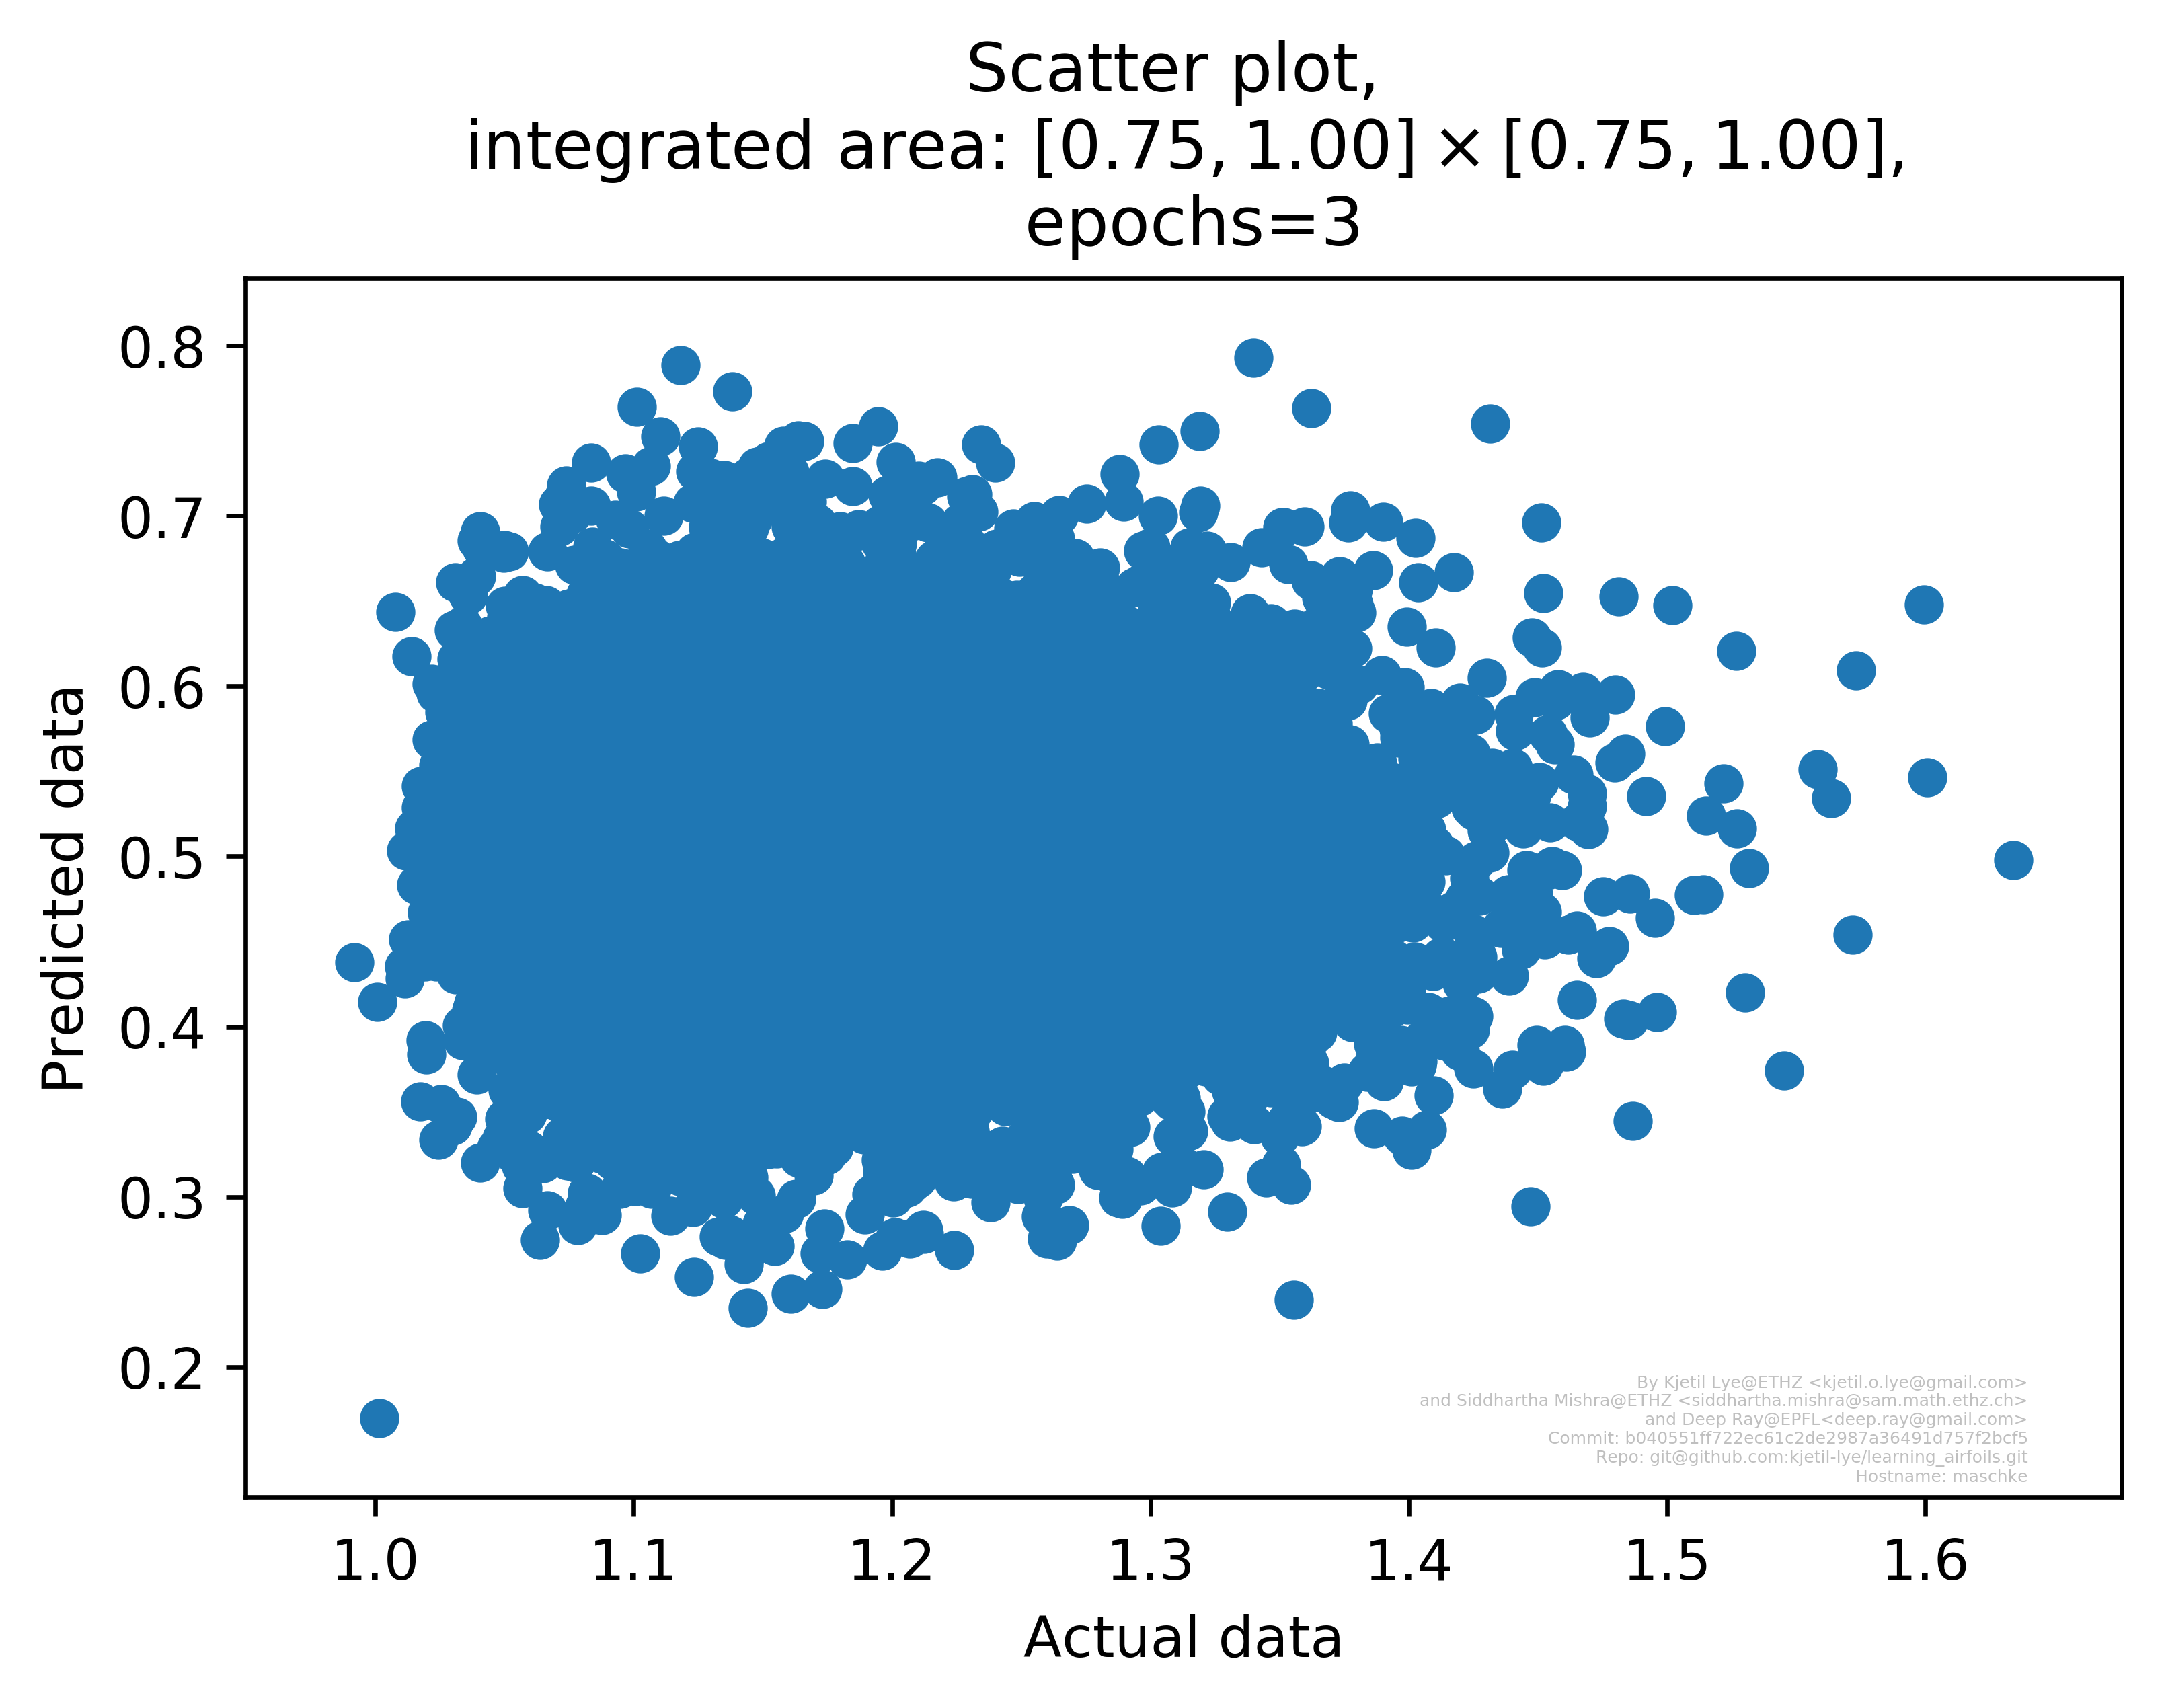 Scatter plot,
integrated area: [0.75, 1.00] × [0.75, 1.00],
epochs=3
Predicted data
0.8
0.7
0.6
0.5
0.4
0.3
0.2
By Kjetil Lye@ETHZ <kjetil.o.lye@gmail.com>
and Siddhartha Mishra@ETHZ <siddhartha.mishra@sam.math.ethz.ch>
and Deep Ray@EPFL<deep.ray@gmail.com>
Commit: b040551ff722ec61c2de2987a36491d757f2bcf5
Repo: git@github.com:kjetil-lye/learning_airfoils.git
Hostname: maschke
1.0 1.1 1.2 1.3 1.4 1.5 1.6
Actual data